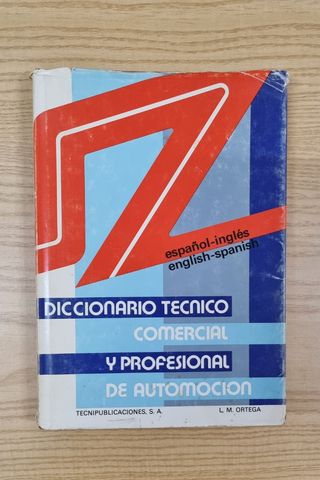 español-inglés
english-spanish
DICCIONARIO TECNICO
COMERCIAL
Y PROFESIONAL
DE AUTOMOCION
TECNIPUBLICACIONES, S. A.
L. M. ORTEGA